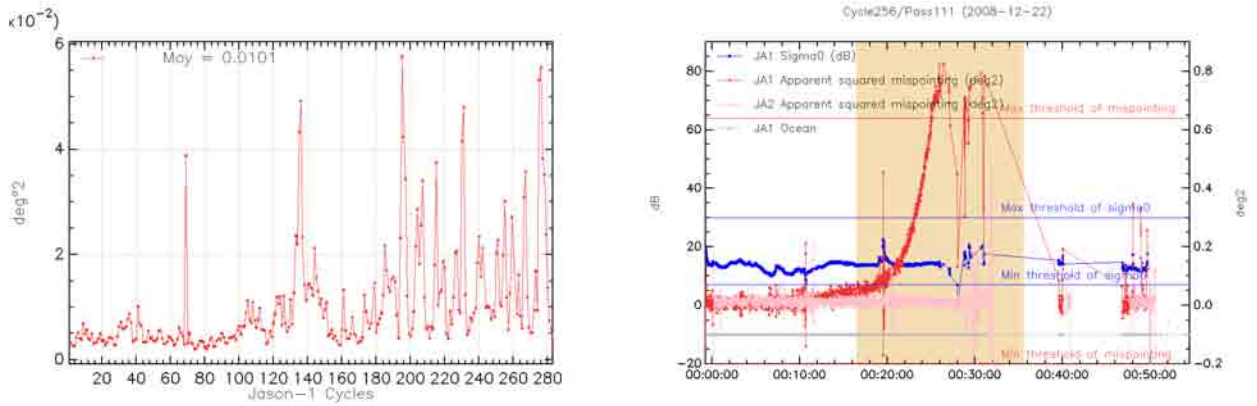 x10^-2)
Moy = 0.0101
6
4
2
0
deg^2
20 40 60 80 100 120 140 160 180 200 220 240 260 280
Jason-1 Cycles
Cycle256/Pass111 (2008-12-22)
JA1 Sigma0 (dB)
JA1 Apparent squared mispointing (deg2)
JA2 Apparent squared mispointing (deg2)
JA1 Ocean
Max threshold of mispointing
Max threshold of sigma0
Min threshold of sigma0
Min threshold of mispointing
80
60
40
20
0
-20
dB
0.8
0.6
0.4
0.2
0.0
-0.2
deg2
00:00:00 00:10:00 00:20:00 00:30:00 00:40:00 00:50:00